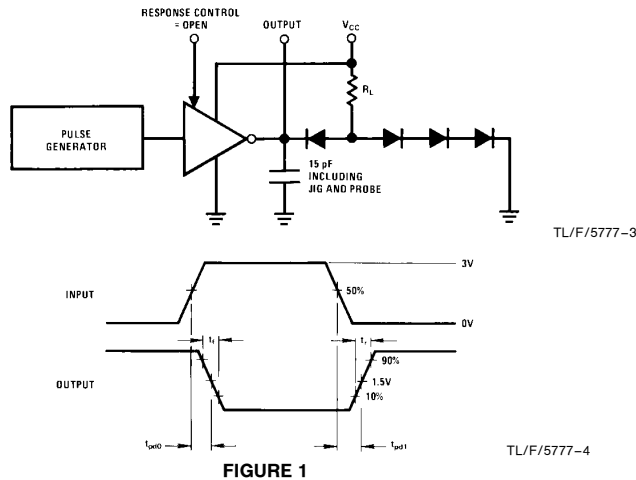 RESPONSE CONTROL
= OPEN
OUTPUT
VCC
RL
PULSE
GENERATOR
15 pF
INCLUDING
JIG AND PROBE
TL/F/5777–3
INPUT
50%
3V
0V
tf
tr
OUTPUT
90%
1.5V
10%
tpd0
tpd1
TL/F/5777–4
FIGURE 1